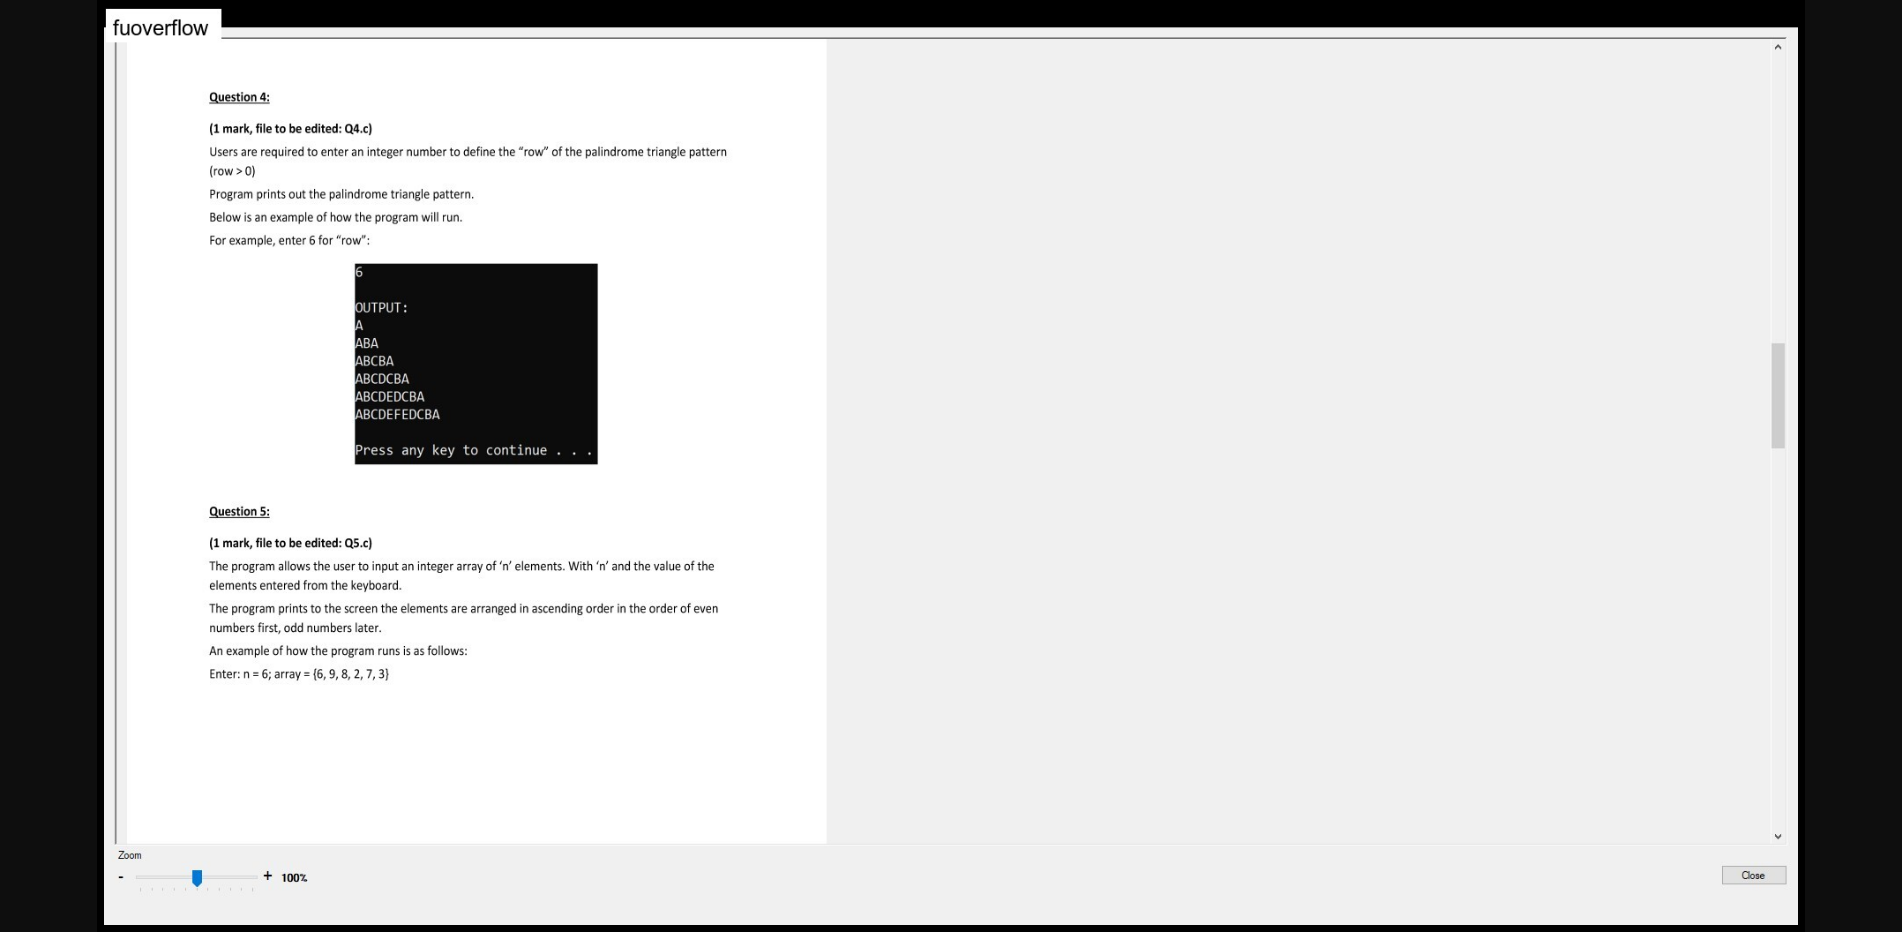 fuoverflow
Question 4:
(1 mark, file to be edited: Q4.c)
Users are required to enter an integer number to define the “row” of the palindrome triangle pattern
(row > 0)
Program prints out the palindrome triangle pattern.
Below is an example of how the program will run.
For example, enter 6 for “row”:
6
OUTPUT:
A
ABA
ABCBA
ABCDCBA
ABCDEDCBA
ABCDEFEDCBA
Press any key to continue . . .
Question 5:
(1 mark, file to be edited: Q5.c)
The program allows the user to input an integer array of ‘n’ elements. With ‘n’ and the value of the
elements entered from the keyboard.
The program prints to the screen the elements are arranged in ascending order in the order of even
numbers first, odd numbers later.
An example of how the program runs is as follows:
Enter: n = 6; array = {6, 9, 8, 2, 7, 3}
Zoom
- + 100%
Close